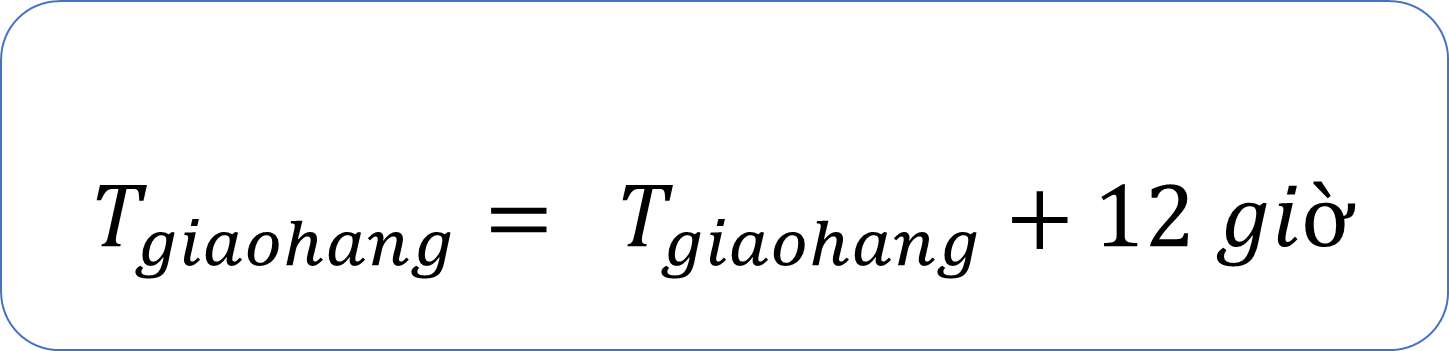 T_giaohang = T_giaohang + 12 giờ